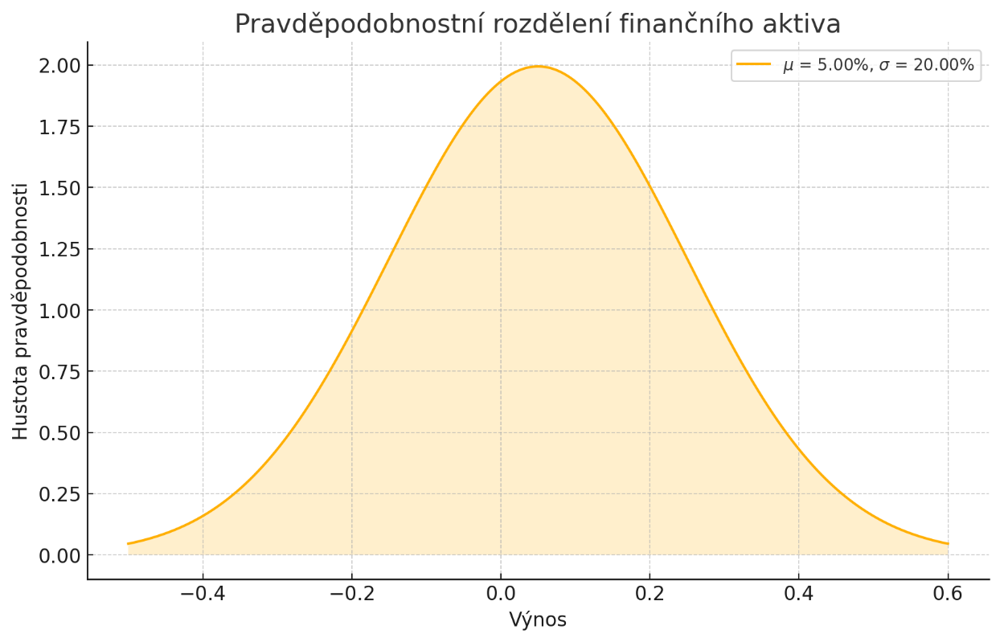 Pravděpodobnostní rozdělení finančního aktiva
μ = 5.00%, σ = 20.00%
Hustota pravděpodobnosti
2.00
1.75
1.50
1.25
1.00
0.75
0.50
0.25
0.00
−0.4 −0.2 0.0 0.2 0.4 0.6
Výnos